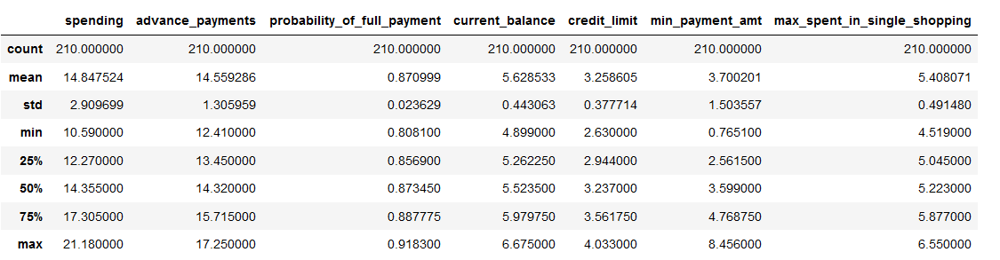 spending advance_payments probability_of_full_payment current_balance credit_limit min_payment_amt max_spent_in_single_shopping
count 210.000000 210.000000 210.000000 210.000000 210.000000 210.000000 210.000000
mean 14.847524 14.559286 0.870999 5.628533 3.258605 3.700201 5.408071
std 2.909699 1.305959 0.023629 0.443063 0.377714 1.503557 0.491480
min 10.590000 12.410000 0.808100 4.899000 2.630000 0.765100 4.519000
25% 12.270000 13.450000 0.856900 5.262250 2.944000 2.561500 5.045000
50% 14.355000 14.320000 0.873450 5.523500 3.237000 3.599000 5.223000
75% 17.305000 15.715000 0.887775 5.979750 3.561750 4.768750 5.877000
max 21.180000 17.250000 0.918300 6.675000 4.033000 8.456000 6.550000